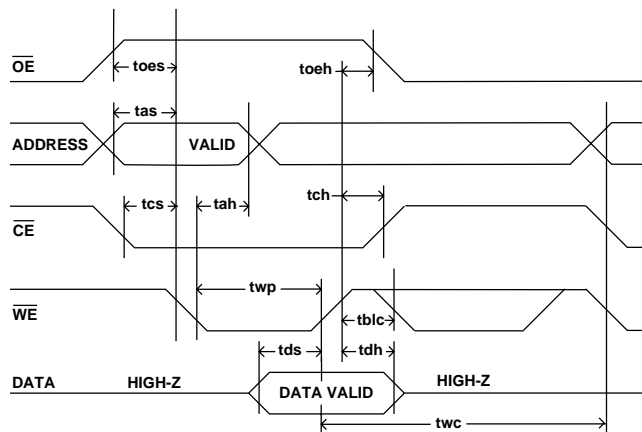 OE
toes
toeh
tas
ADDRESS
VALID
tcs
tah
tch
CE
twp
WE
tblc
tds
tdh
DATA
HIGH-Z
DATA VALID
HIGH-Z
twc